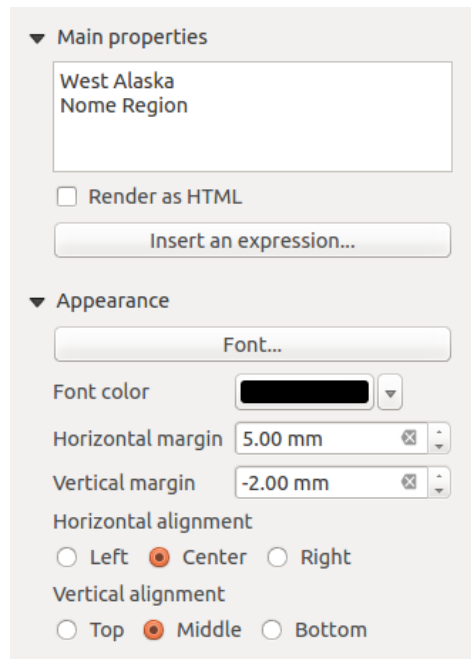 Main properties
West Alaska
Nome Region
Render as HTML
Insert an expression...
Appearance
Font...
Font color
Horizontal margin 5.00 mm
Vertical margin -2.00 mm
Horizontal alignment
Left Center Right
Vertical alignment
Top Middle Bottom